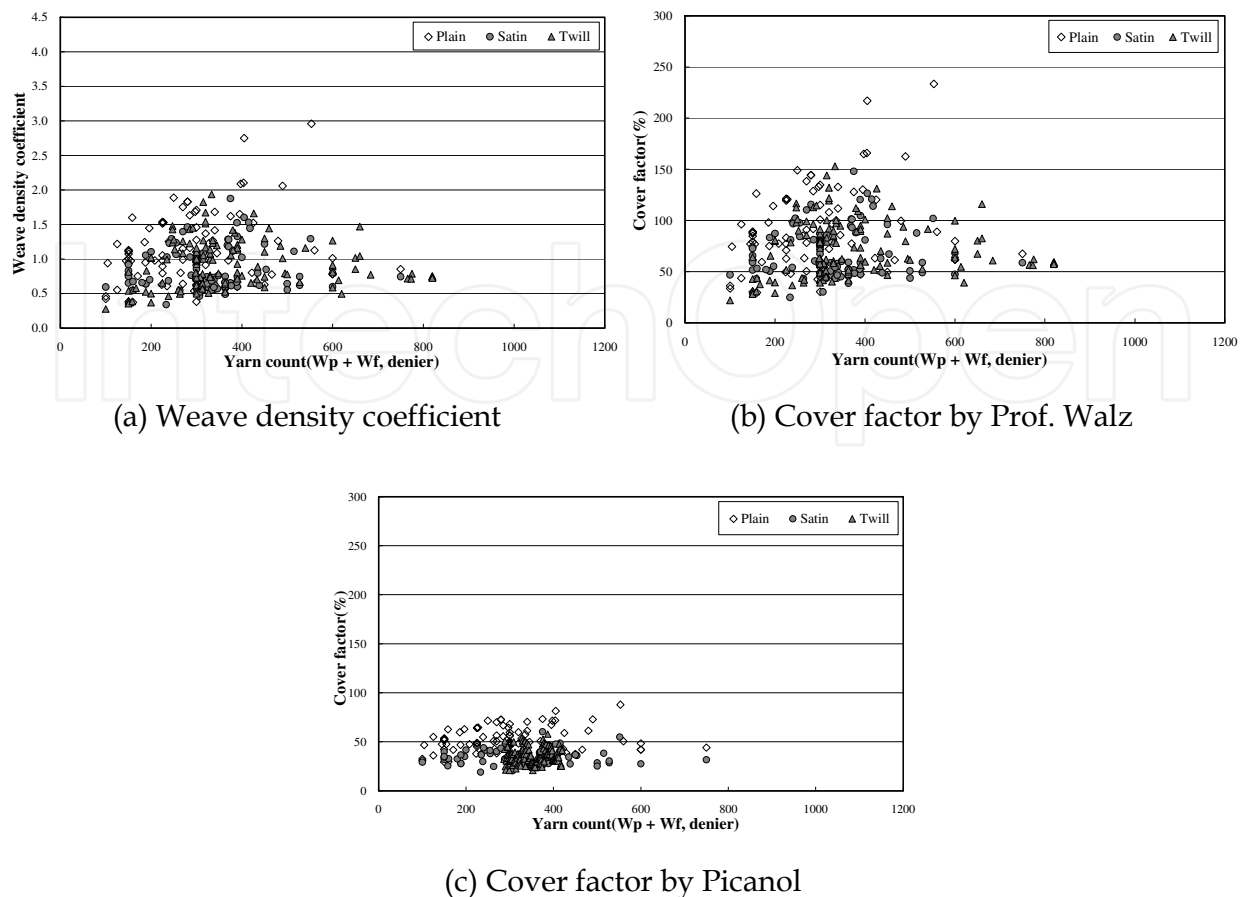 4.5
4.0
3.5
3.0
2.5
2.0
1.5
1.0
0.5
0.0
Weave density coefficient
Plain Satin Twill
0 200 400 600 800 1000 1200
Yarn count(Wp + Wf, denier)
(a) Weave density coefficient
300
250
200
150
100
50
0
Cover factor(%)
Plain Satin Twill
0 200 400 600 800 1000 1200
Yarn count(Wp + Wf, denier)
(b) Cover factor by Prof. Walz
300
250
200
150
100
50
0
Cover factor(%)
Plain Satin Twill
0 200 400 600 800 1000 1200
Yarn count(Wp + Wf, denier)
(c) Cover factor by Picanol
intechopen